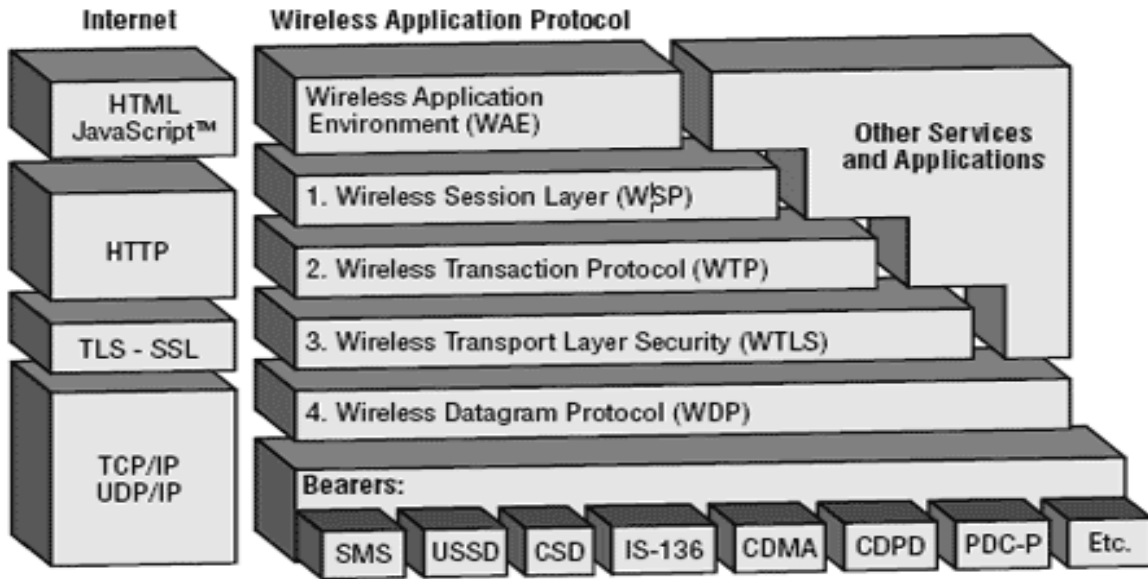 Internet
Wireless Application Protocol
HTML
JavaScript™
HTTP
TLS - SSL
TCP/IP
UDP/IP
Wireless Application
Environment (WAE)
1. Wireless Session Layer (WSP)
2. Wireless Transaction Protocol (WTP)
3. Wireless Transport Layer Security (WTLS)
4. Wireless Datagram Protocol (WDP)
Other Services
and Applications
Bearers:
SMS
USSD
CSD
IS-136
CDMA
CDPD
PDC-P
Etc.